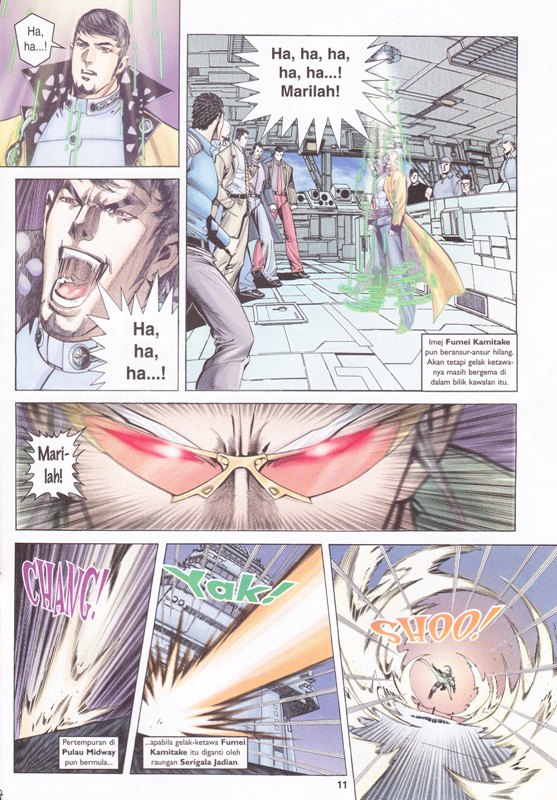 Ha,
ha...!
Ha, ha, ha,
ha, ha...!
Marilah!
Ha,
ha,
ha...!
Imej Fumei Kamitake
pun beransur-ansur hilang.
Akan tetapi gelak ketawa-
nya masih bergema di
dalam bilik kawalan itu.
Mari-
lah!
CHANG!
Yak!
SHOO!
Pertempuran di
Pulau Midway
pun bermula...
...apabila gelak-ketawa Fumei
Kamitake itu diganti oleh
raungan Serigala Jadian.
11